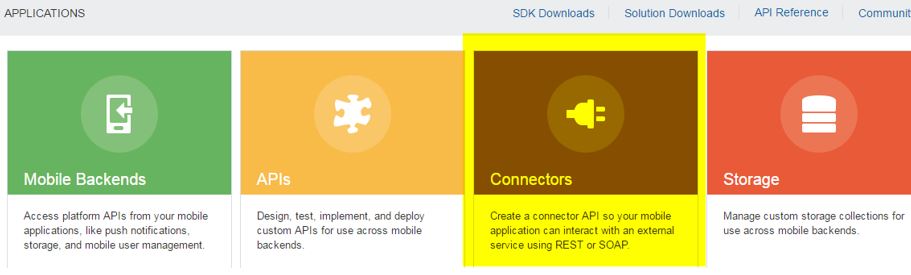 APPLICATIONS
SDK Downloads
Solution Downloads
API Reference
Mobile Backends
Access platform APIs from your mobile
applications, like push notifications,
storage, and mobile user management.
APIs
Design, test, implement, and deploy
custom APIs for use across mobile
backends.
Connectors
Create a connector API so your mobile
application can interact with an external
service using REST or SOAP.
Storage
Manage custom storage collections for
use across mobile backends.